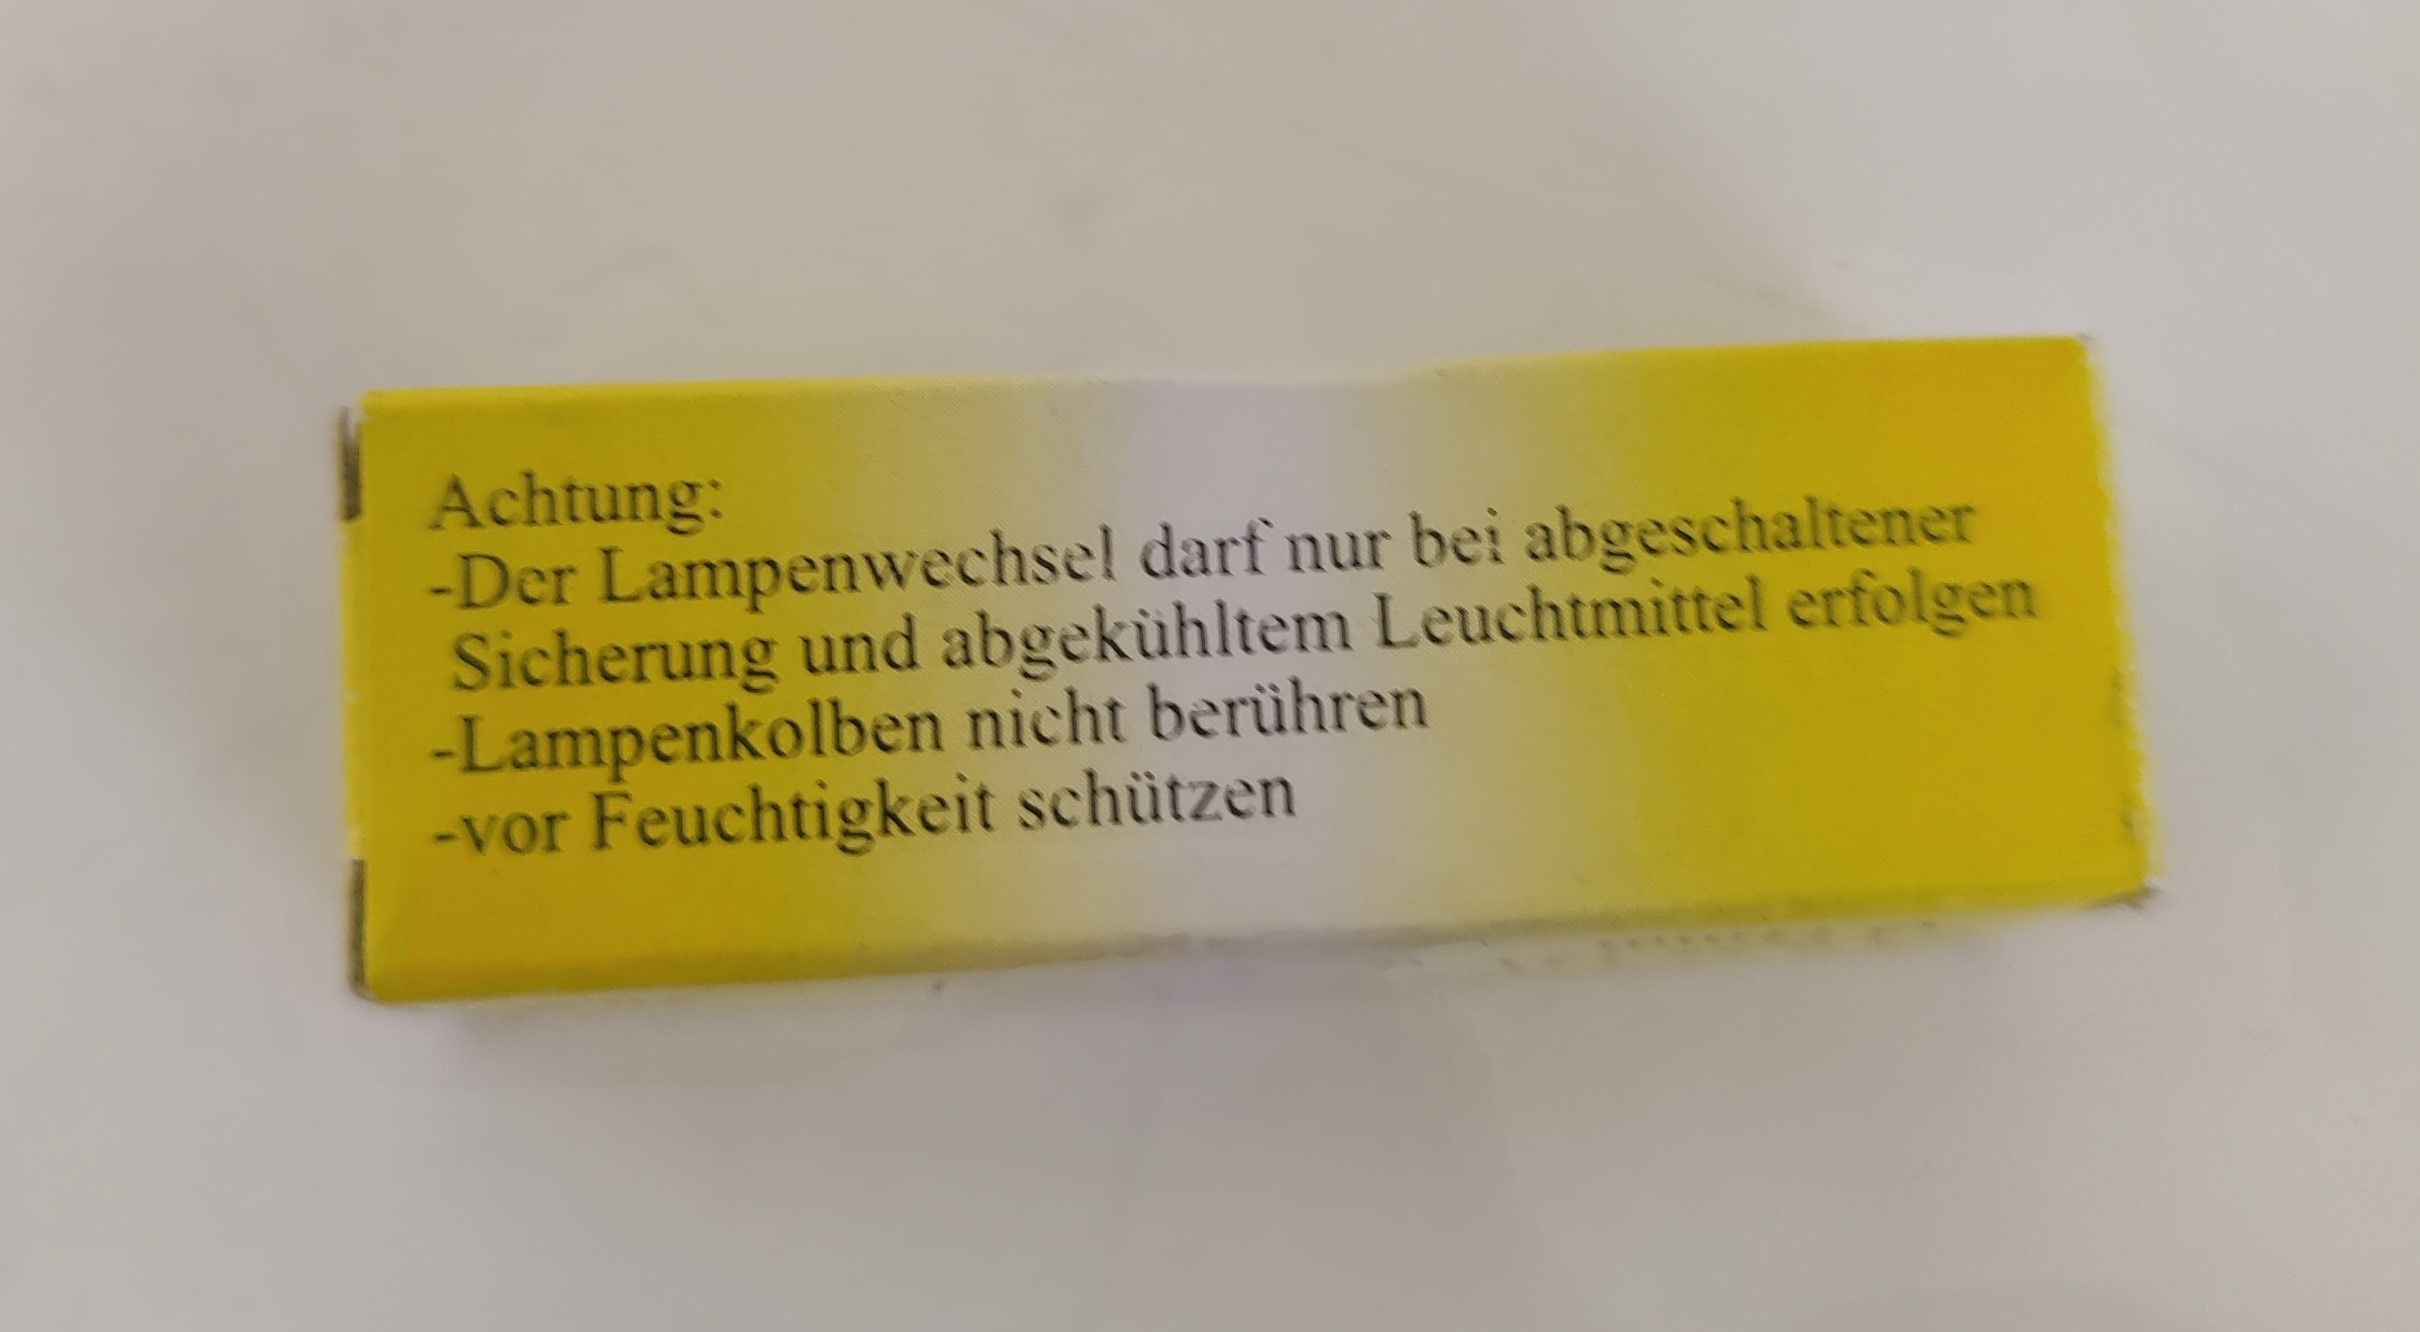 Achtung:
-Der Lampenwechsel darf nur bei abgeschaltener
Sicherung und abgekühltem Leuchtmittel erfolgen
-Lampenkolben nicht berühren
-vor Feuchtigkeit schützen